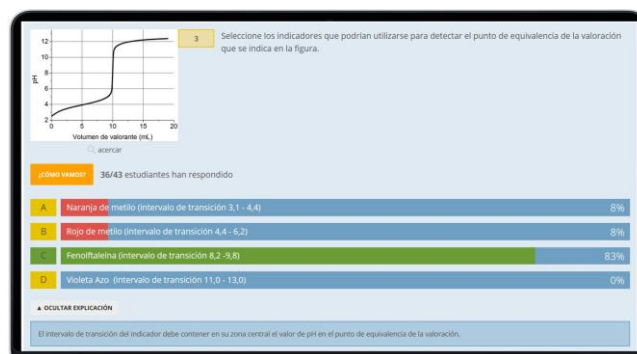 3
Seleccione los indicadores que podrían utilizarse para detectar el punto de equivalencia de la valoración
que se indica en la figura.
12
10
8
6
4
2
pH
0 5 10 15 20
Volumen de valorante (mL)
acercar
¿CÓMO VAMOS?
36/43 estudiantes han respondido
A Naranja de metilo (intervalo de transición 3,1 - 4,4) 8%
B Rojo de metilo (intervalo de transición 4,4 - 6,2) 8%
C Fenolftaleína (intervalo de transición 8,2 -9,8) 83%
D Violeta Azo (intervalo de transición 11,0 - 13,0) 0%
▲ OCULTAR EXPLICACIÓN
El intervalo de transición del indicador debe contener en su zona central el valor de pH en el punto de equivalencia de la valoración.